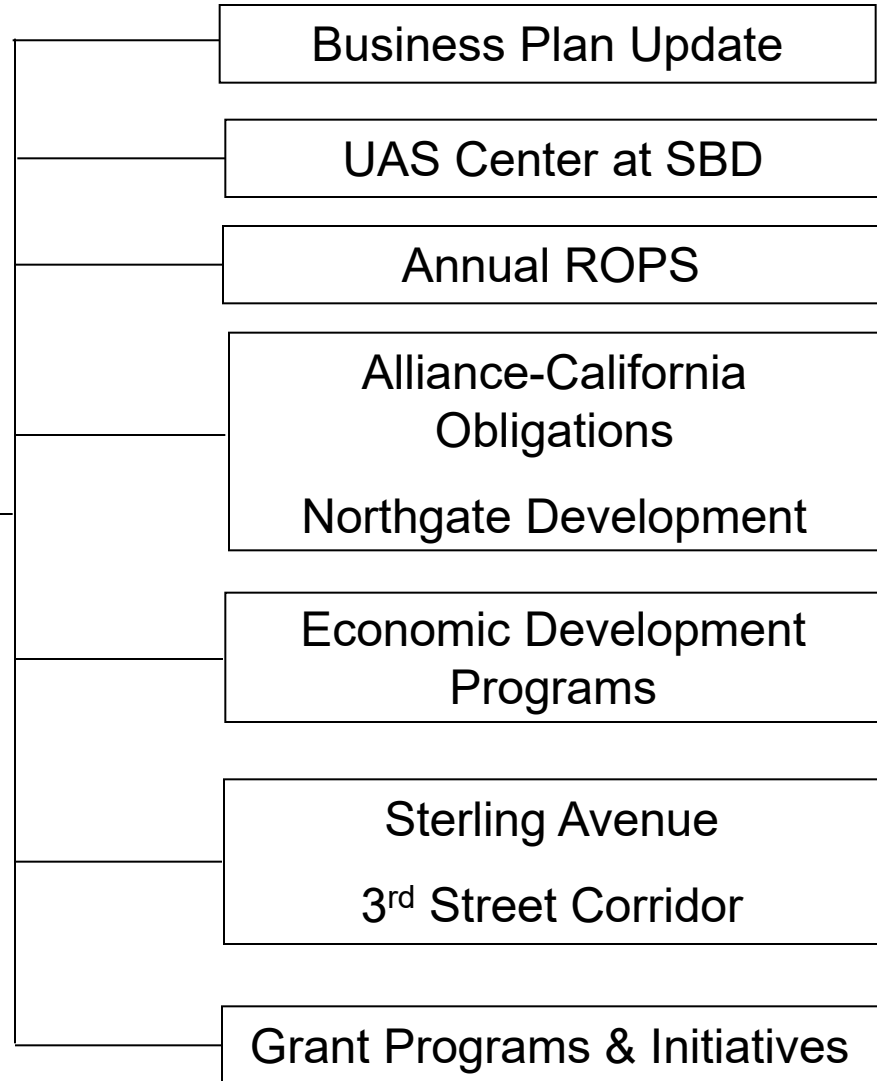 Business Plan Update
UAS Center at SBD
Annual ROPS
Alliance-California
Obligations
Northgate Development
Economic Development
Programs
Sterling Avenue
3rd Street Corridor
Grant Programs & Initiatives